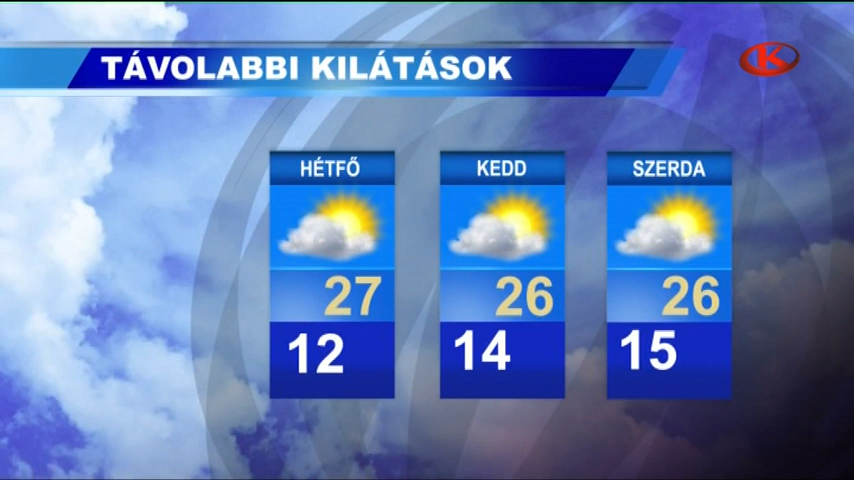 TÁVOLABBI KILÁTÁSOK
K
HÉTFŐ KEDD SZERDA
27 26 26
12 14 15